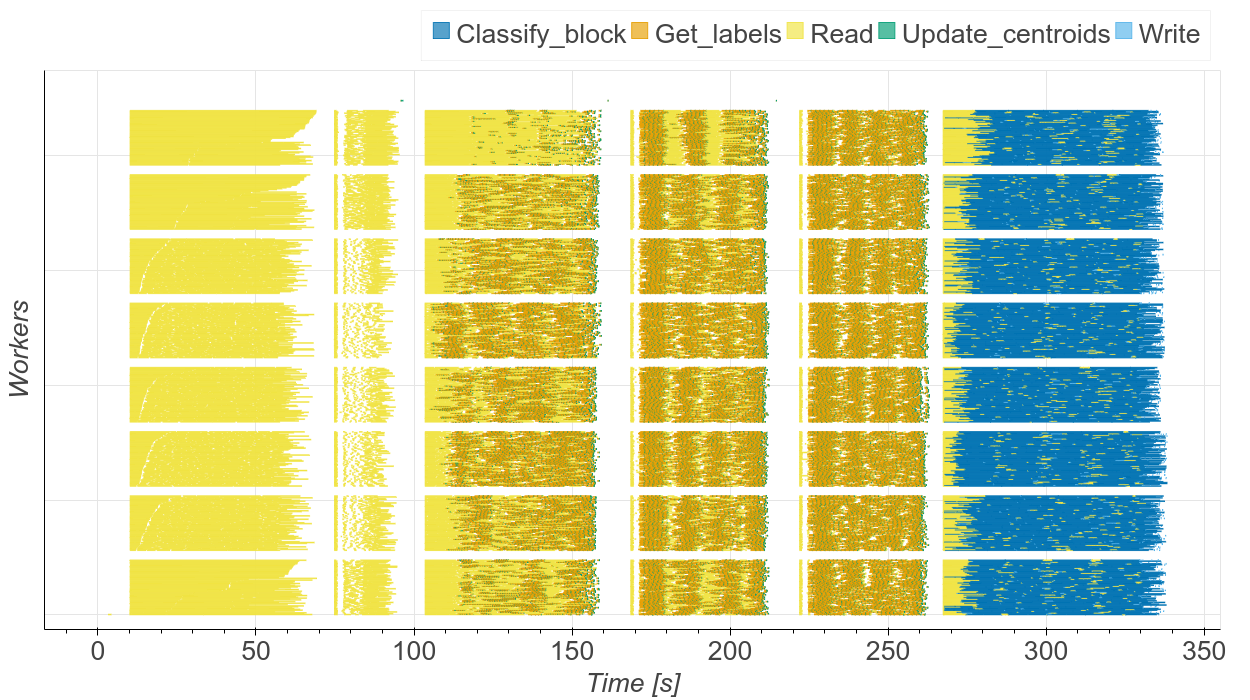 Classify_block Get_labels Read Update_centroids Write
Workers
0 50 100 150 200 250 300 350
Time [s]